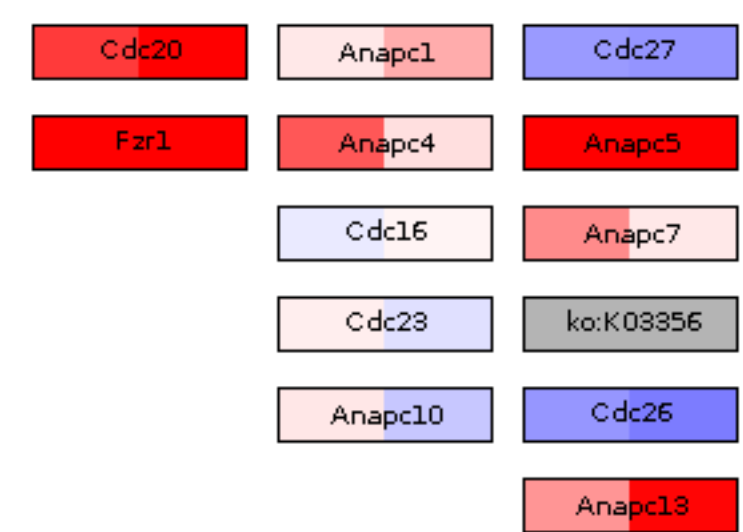 Cdc20 Anapc1 Cdc27
Fzr1 Anapc4 Anapc5
Cdc16 Anapc7
Cdc23 ko:K03356
Anapc10 Cdc26
Anapc13